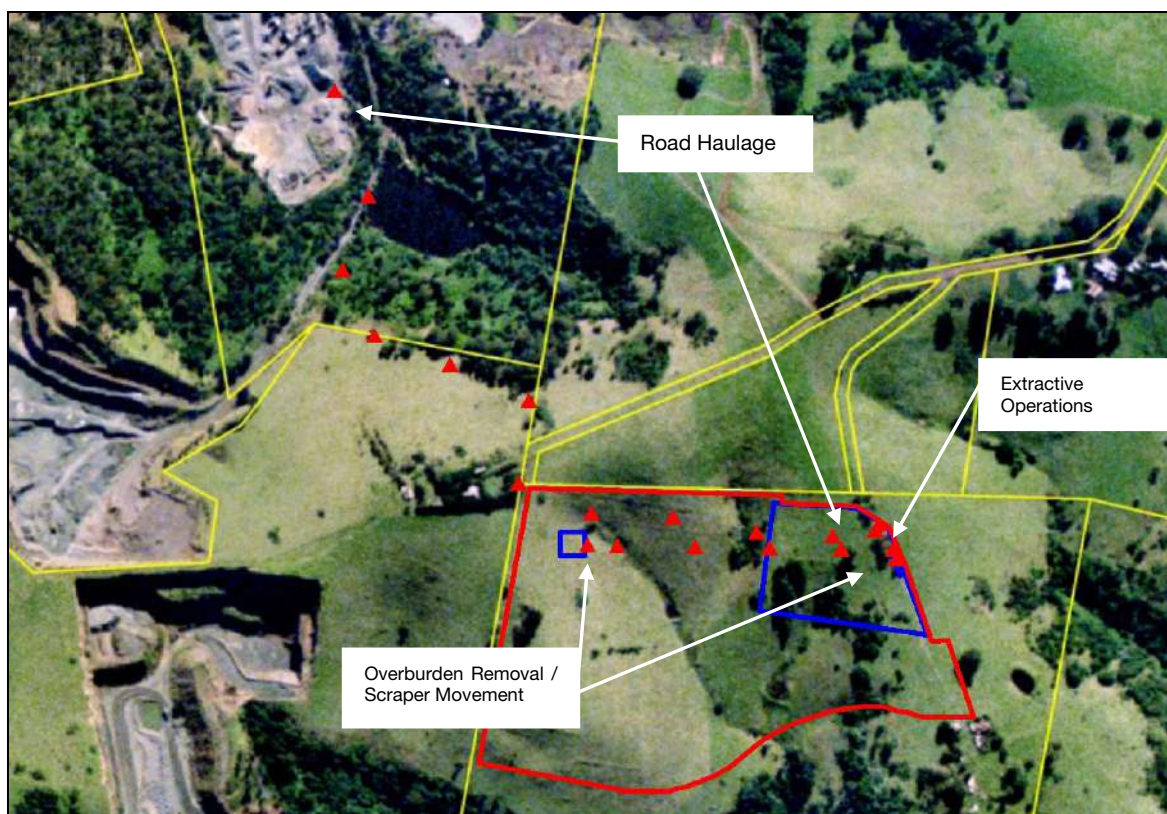 Road Haulage
Extractive
Operations
Overburden Removal /
Scraper Movement